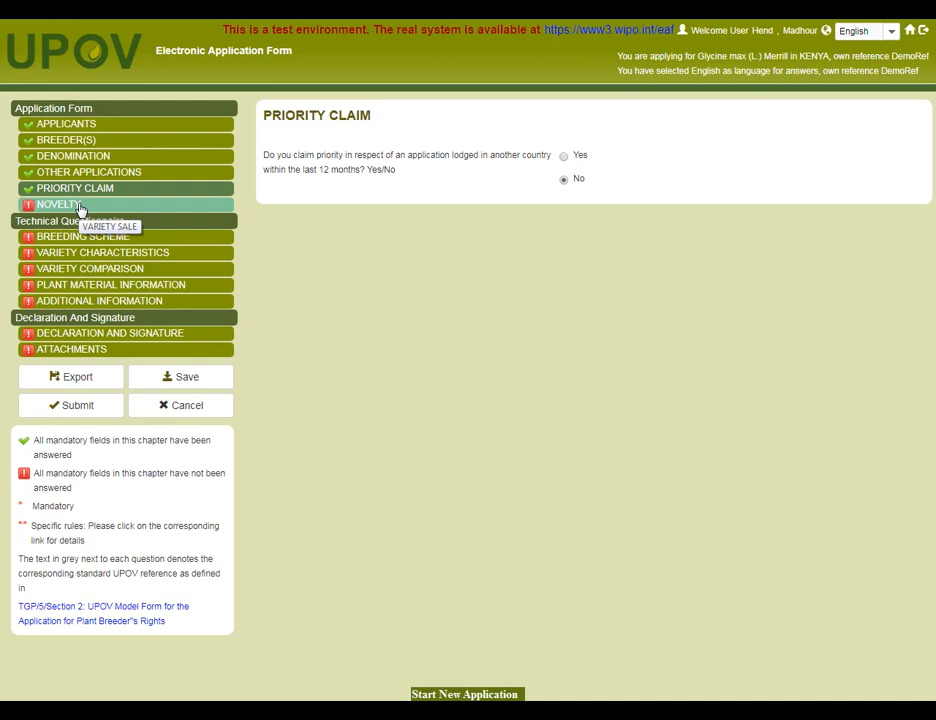 This is a test environment. The real system is available at https://www3.wipo.int/eaf
Welcome User Hend , Madhour
English
UPOV
Electronic Application Form
You are applying for Glycine max (L.) Merrill in KENYA, own reference DemoRef
You have selected English as language for answers, own reference DemoRef
Application Form
APPLICANTS
BREEDER(S)
DENOMINATION
OTHER APPLICATIONS
PRIORITY CLAIM
NOVELTY
VARIETY SALE
Technical
BREEDING SCHEME
VARIETY CHARACTERISTICS
VARIETY COMPARISON
PLANT MATERIAL INFORMATION
ADDITIONAL INFORMATION
Declaration And Signature
DECLARATION AND SIGNATURE
ATTACHMENTS
Export
Save
Submit
Cancel
All mandatory fields in this chapter have been
answered
All mandatory fields in this chapter have not been
answered
* Mandatory
** Specific rules: Please click on the corresponding
link for details
The text in grey next to each question denotes the
corresponding standard UPOV reference as defined
in
TGP/5/Section 2: UPOV Model Form for the
Application for Plant Breeder"s Rights
PRIORITY CLAIM
Do you claim priority in respect of an application lodged in another country
within the last 12 months? Yes/No
Yes
No
Start New Application